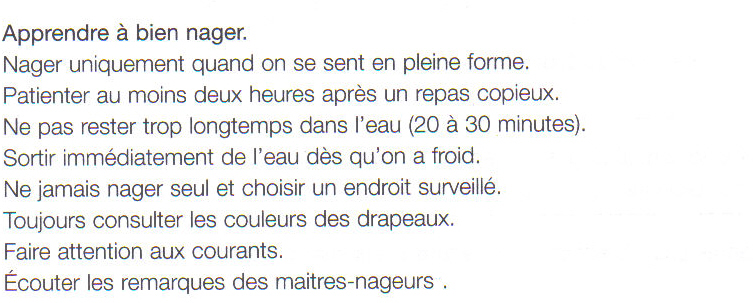 Apprendre à bien nager.
Nager uniquement quand on se sent en pleine forme.
Patienter au moins deux heures après un repas copieux.
Ne pas rester trop longtemps dans l'eau (20 à 30 minutes).
Sortir immédiatement de l'eau dès qu'on a froid.
Ne jamais nager seul et choisir un endroit surveillé.
Toujours consulter les couleurs des drapeaux.
Faire attention aux courants.
Écouter les remarques des maitres-nageurs .